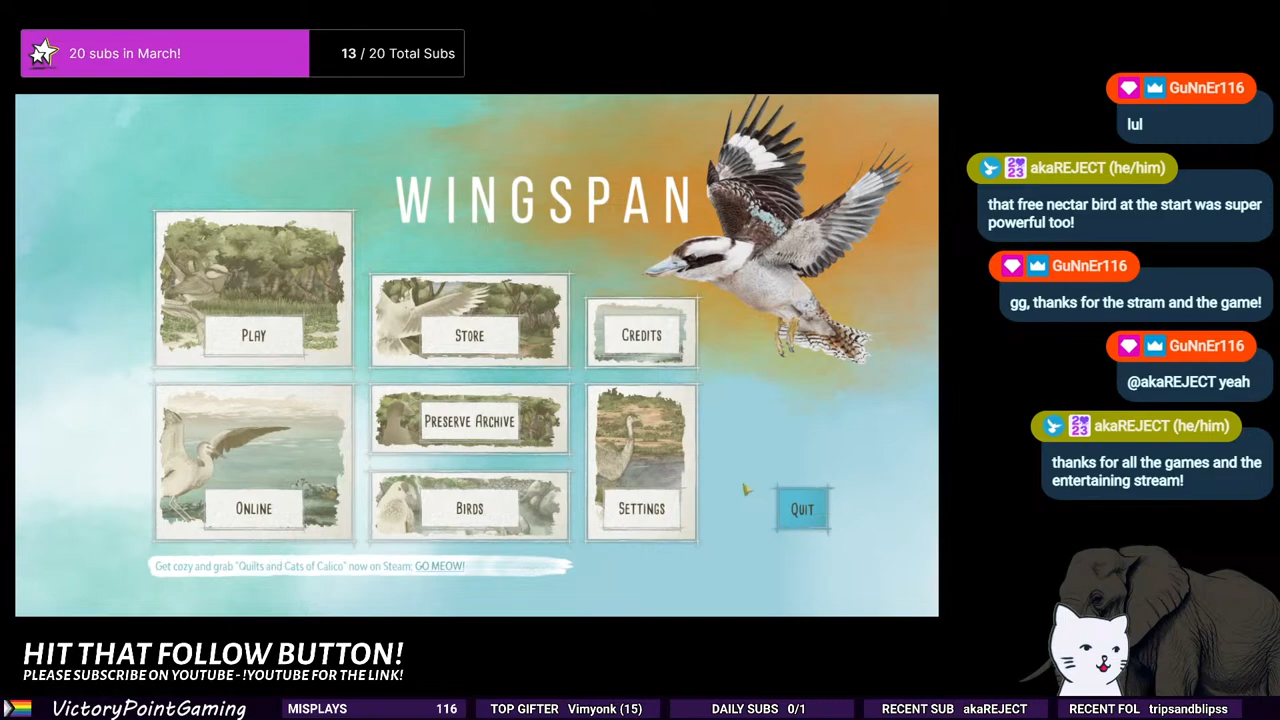 20 subs in March!
13 / 20 Total Subs
WINGSPAN
PLAY
STORE
CREDITS
PRESERVE ARCHIVE
ONLINE
BIRDS
SETTINGS
QUIT
Get cozy and grab "Quilts and Cats of Calico" now on Steam: GO MEOW!
GuNnEr116
lul
2 23 akaREJECT (he/him)
that free nectar bird at the start was super
powerful too!
GuNnEr116
gg, thanks for the stram and the game!
GuNnEr116
@akaREJECT yeah
2 23 akaREJECT (he/him)
thanks for all the games and the
entertaining stream!
HIT THAT FOLLOW BUTTON!
PLEASE SUBSCRIBE ON YOUTUBE - !YOUTUBE FOR THE LINK!
VictoryPointGaming
MISPLAYS 116
TOP GIFTER Vimyonk (15)
DAILY SUBS 0/1
RECENT SUB akaREJECT
RECENT FOL tripsandblipss